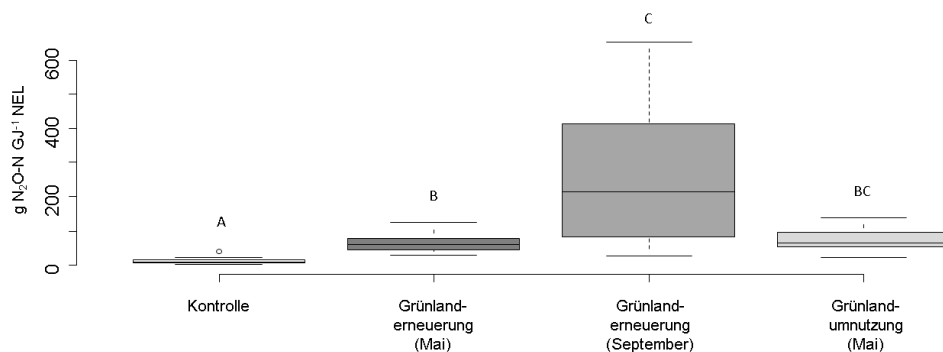 C
600
400
200
0
g N₂O-N GJ⁻¹ NEL
A
B
BC
Kontrolle
Grünland-
erneuerung
(Mai)
Grünland-
erneuerung
(September)
Grünland-
umnutzung
(Mai)